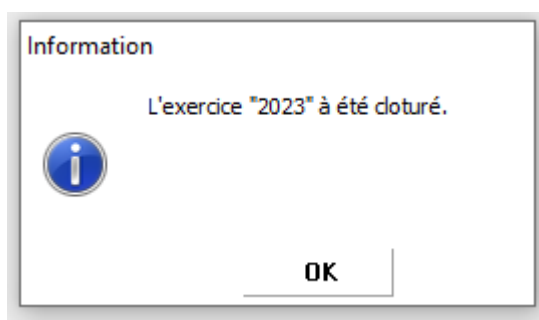 Information
L'exercice "2023" à été cloturé.
OK